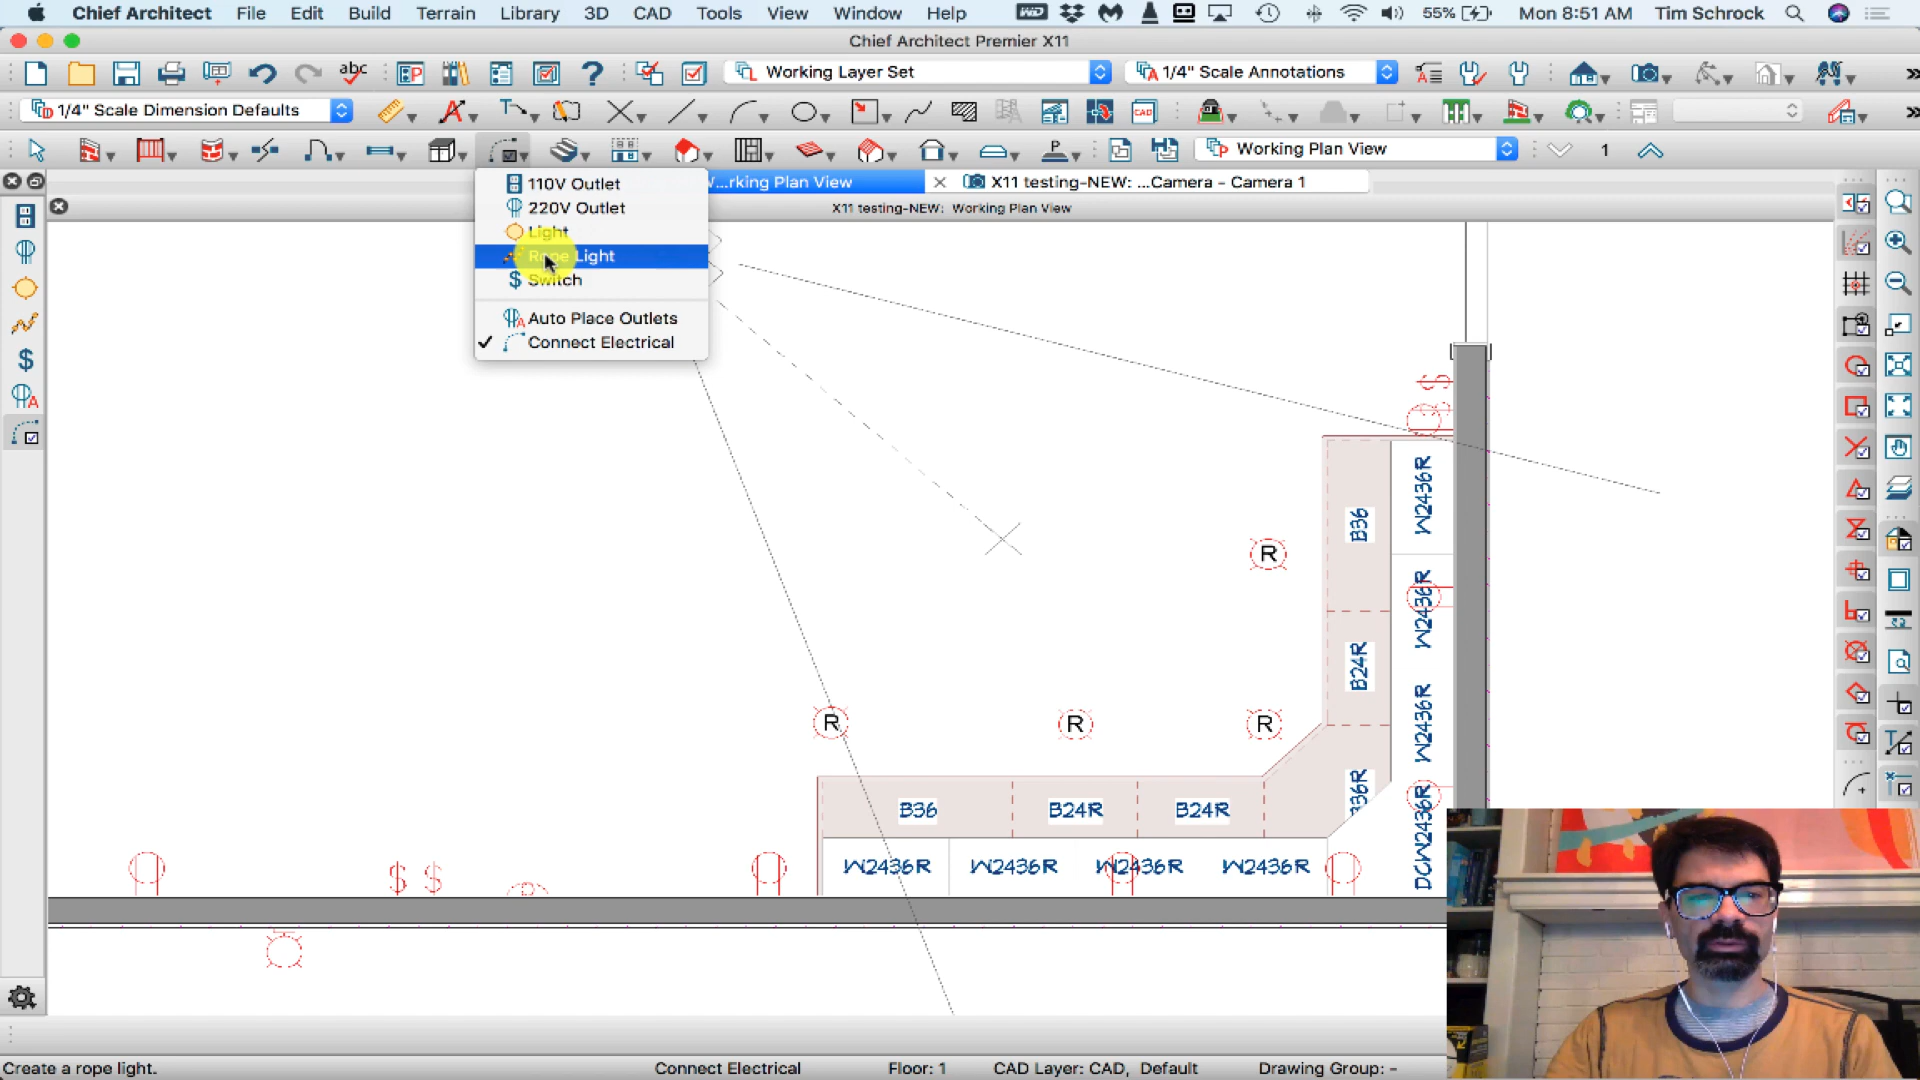 Chief Architect File Edit Build Terrain Library 3D CAD Tools View Window Help 55% Mon 8:51 AM Tim Schrock
Chief Architect Premier X11
abc Working Layer Set 1/4" Scale Annotations
1/4" Scale Dimension Defaults
Working Plan View 1
110V Outlet
220V Outlet
Light
Rope Light
Switch
Auto Place Outlets
Connect Electrical
...rking Plan View
X11 testing-NEW: ...Camera - Camera 1
X11 testing-NEW: Working Plan View
$
B36
W2436R
R
W2436R
B24R
W2436R
R
R
R
B36
B24R
B24R
DCW2436R
W2436R
W2436R
W2436R
W2436R
$ $
Create a rope light.
Connect Electrical
Floor: 1
CAD Layer: CAD, Default
Drawing Group: -